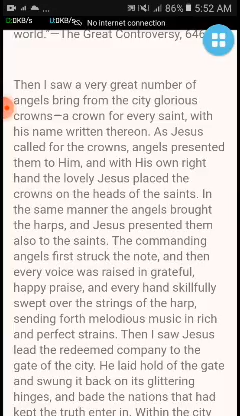 86% 5:52 AM
D:0KB/s U:0KB/s No internet connection
world."—The Great Controversy, 646
Then I saw a very great number of
angels bring from the city glorious
crowns—a crown for every saint, with
his name written thereon. As Jesus
called for the crowns, angels presented
them to Him, and with His own right
hand the lovely Jesus placed the
crowns on the heads of the saints. In
the same manner the angels brought
the harps, and Jesus presented them
also to the saints. The commanding
angels first struck the note, and then
every voice was raised in grateful,
happy praise, and every hand skillfully
swept over the strings of the harp,
sending forth melodious music in rich
and perfect strains. Then I saw Jesus
lead the redeemed company to the
gate of the city. He laid hold of the gate
and swung it back on its glittering
hinges, and bade the nations that had
kept the truth enter in. Within the city